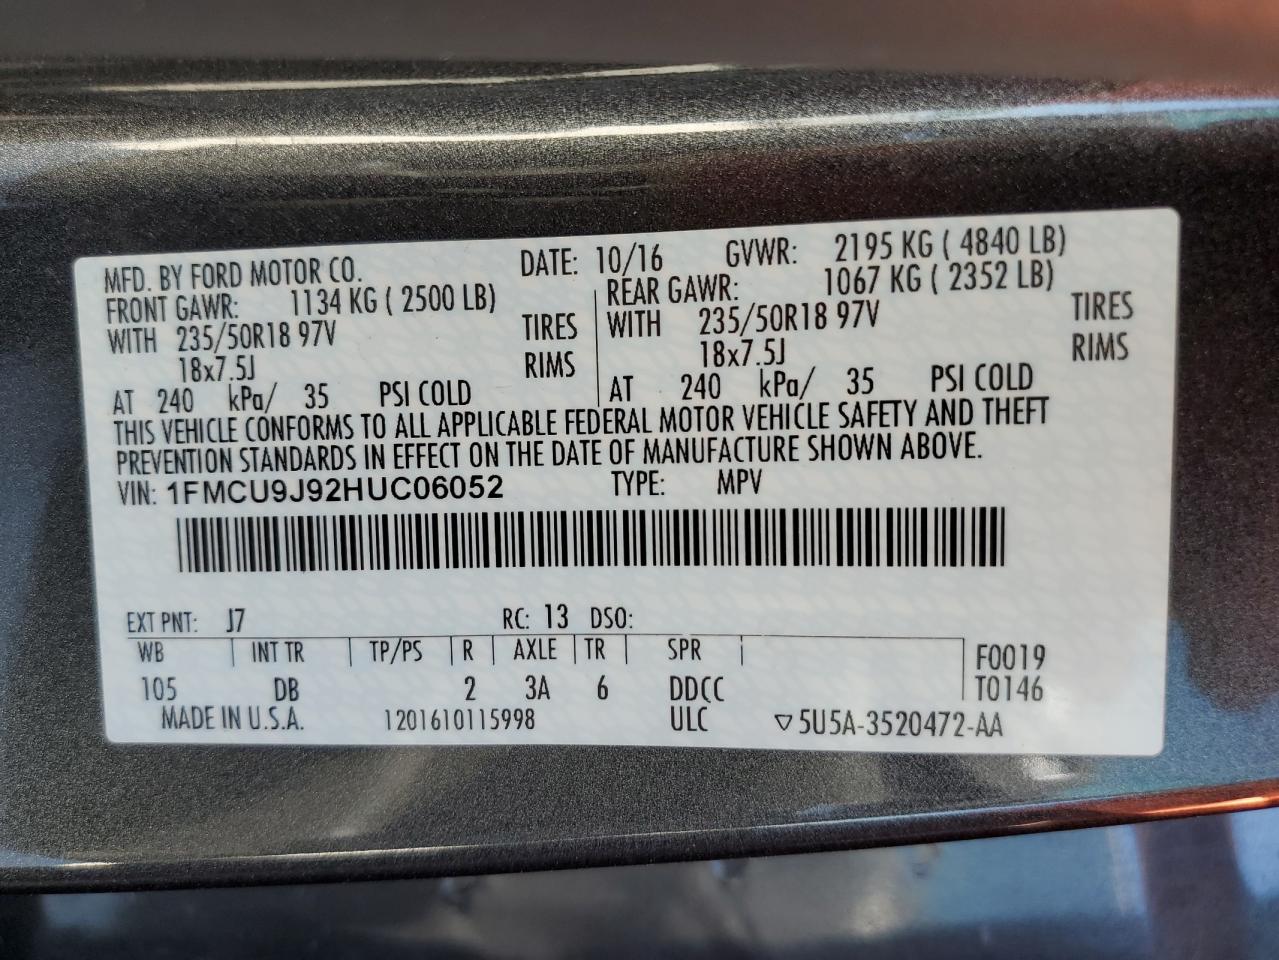 MFD. BY FORD MOTOR CO. DATE: 10/16 GVWR: 2195 KG ( 4840 LB)
FRONT GAWR: 1134 KG ( 2500 LB) REAR GAWR: 1067 KG ( 2352 LB)
WITH 235/50R18 97V TIRES WITH 235/50R18 97V TIRES
18x7.5J RIMS 18x7.5J RIMS
AT 240 kPa/ 35 PSI COLD AT 240 kPa/ 35 PSI COLD
THIS VEHICLE CONFORMS TO ALL APPLICABLE FEDERAL MOTOR VEHICLE SAFETY AND THEFT
PREVENTION STANDARDS IN EFFECT ON THE DATE OF MANUFACTURE SHOWN ABOVE.
VIN: 1FMCU9J92HUC06052 TYPE: MPV
EXT PNT: J7 RC: 13 DSO:
WB INT TR TP/PS R AXLE TR SPR F0019
105 DB 2 3A 6 DDCC T0146
MADE IN U.S.A. 1201610115998 ULC ▽5U5A-3520472-AA